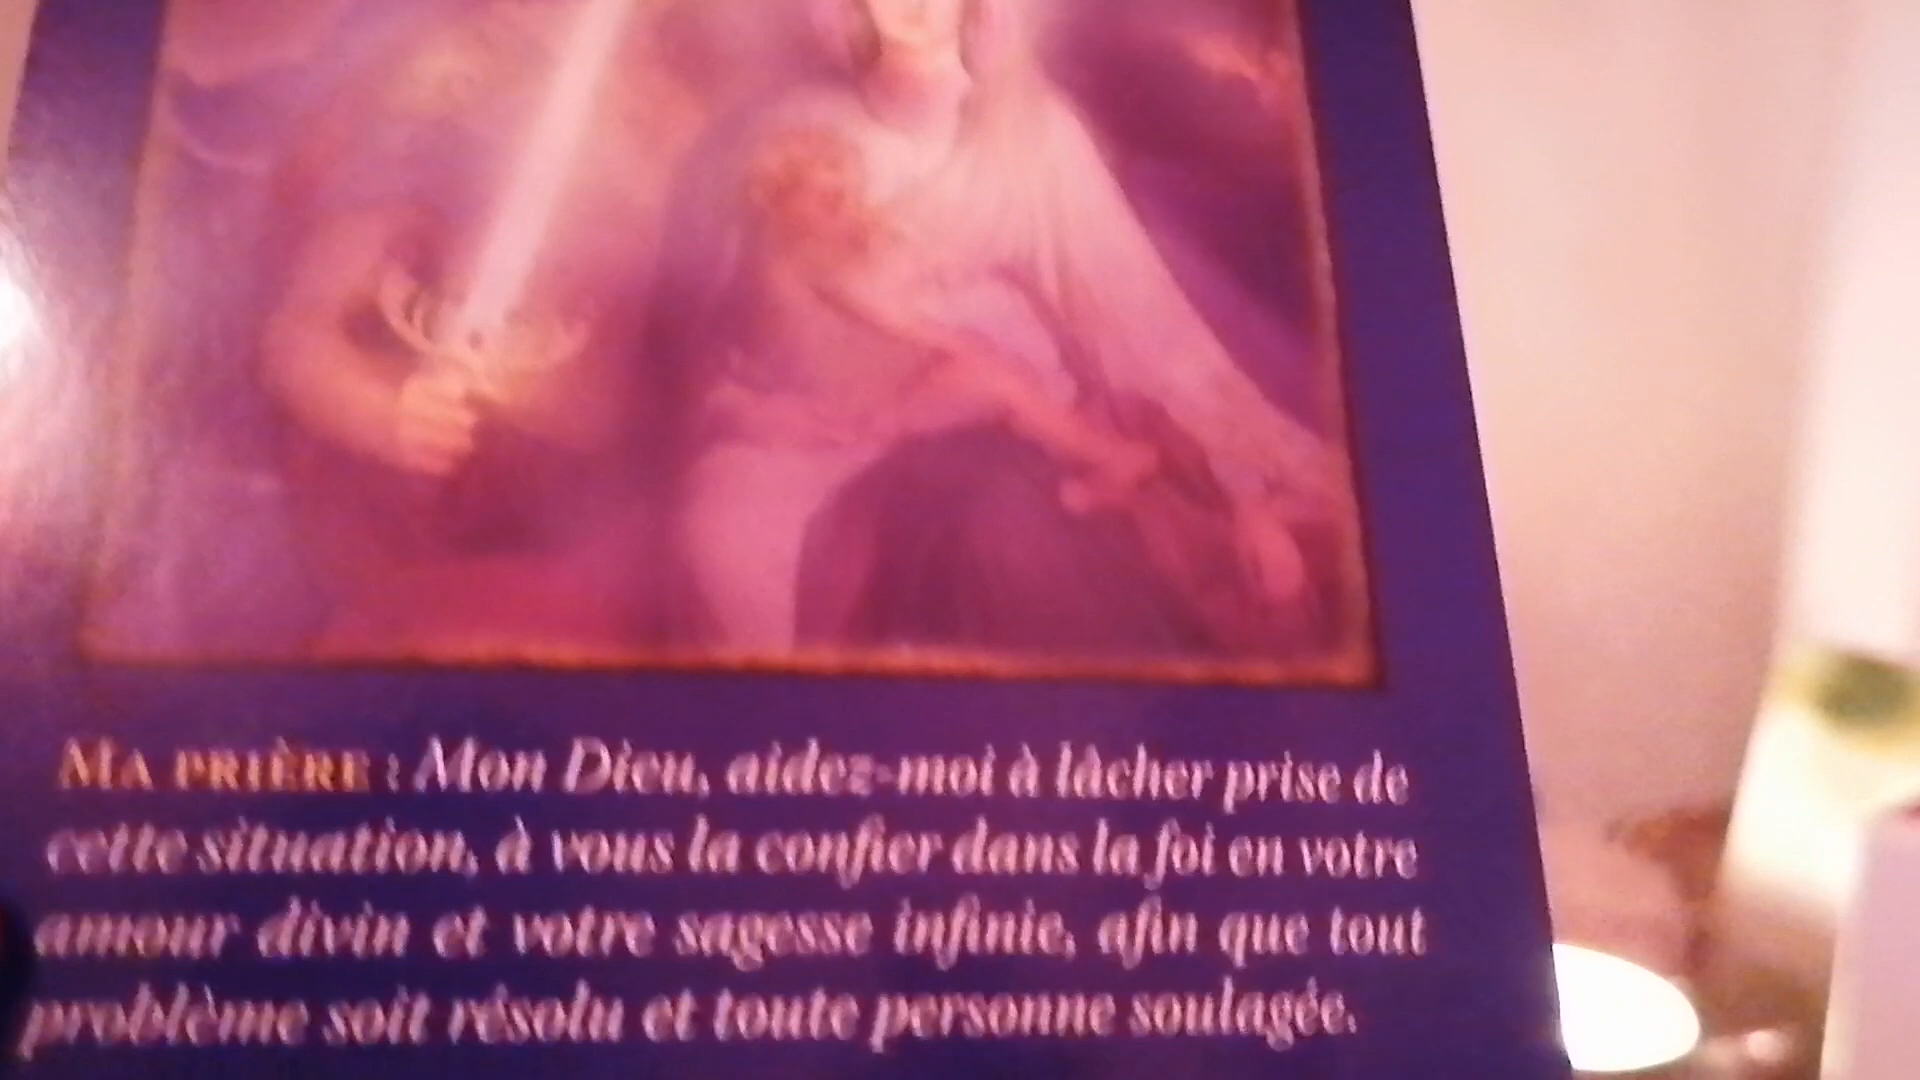 MA PRIÈRE : Mon Dieu, aidez-moi à lâcher prise de
cette situation, à vous la confier dans la foi en votre
amour divin et votre sagesse infinie, afin que tout
problème soit résolu et toute personne soulagée.